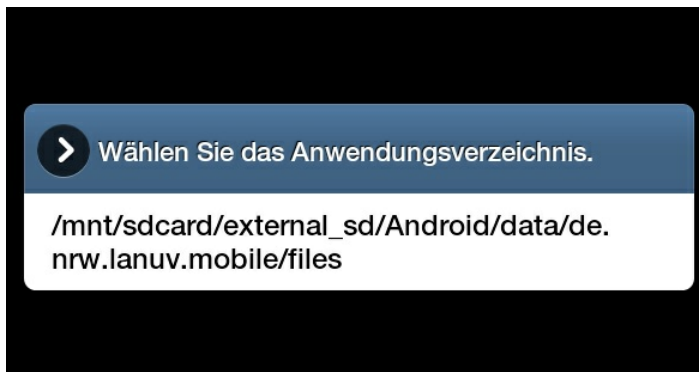 Wählen Sie das Anwendungsverzeichnis.
/mnt/sdcard/external_sd/Android/data/de.
nrw.lanuv.mobile/files